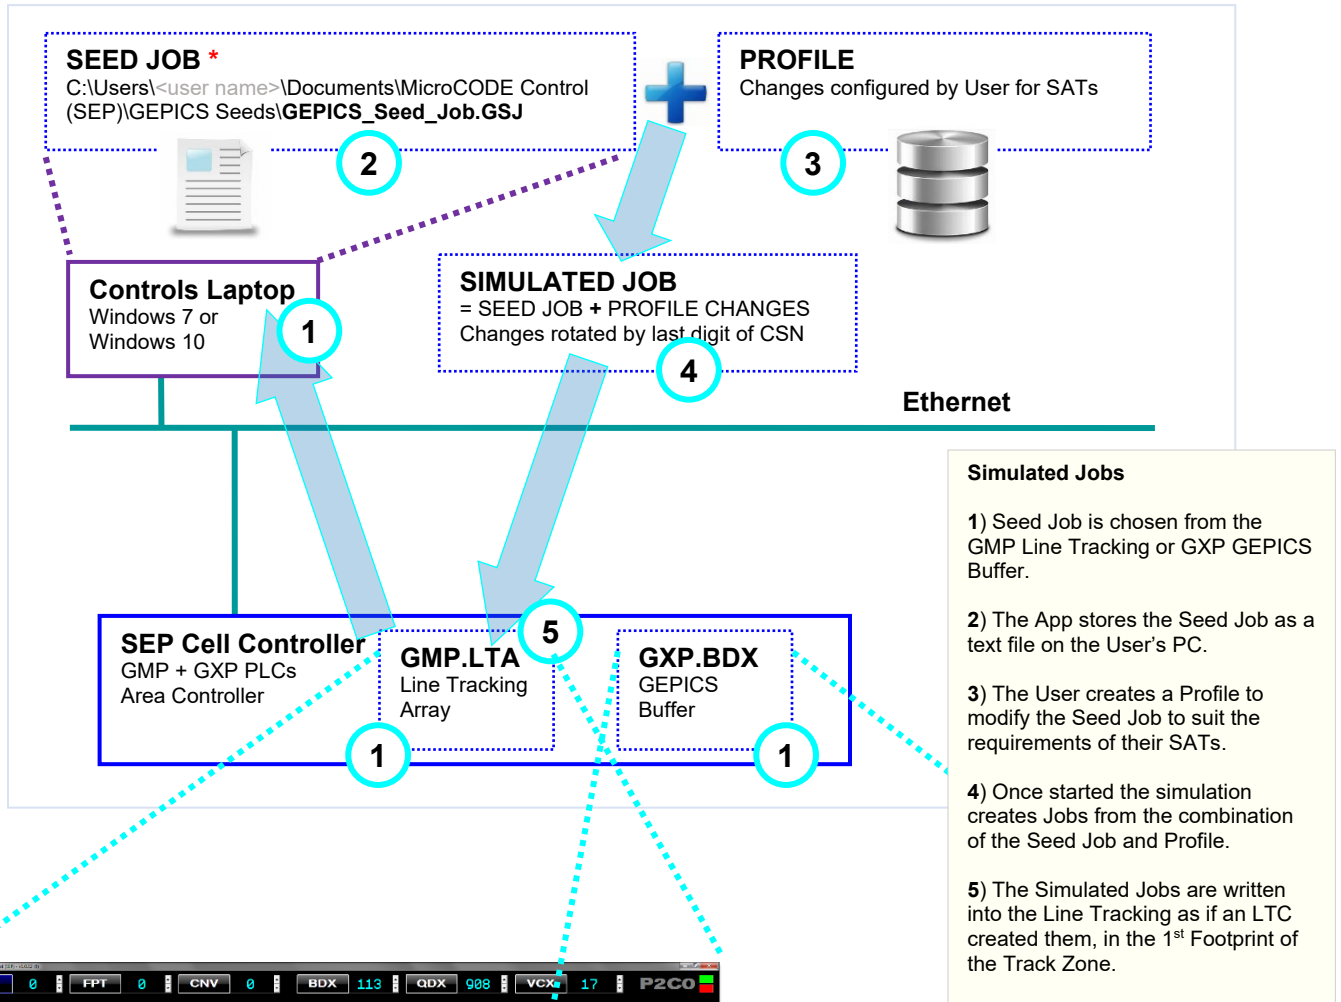 SEED JOB *
C:\Users\<user name>\Documents\MicroCODE Control
(SEP)\GEPICS Seeds\GEPICS_Seed_Job.GSJ
2
PROFILE
Changes configured by User for SATs
3
Controls Laptop
Windows 7 or
Windows 10
1
SIMULATED JOB
= SEED JOB + PROFILE CHANGES
Changes rotated by last digit of CSN
4
Ethernet
SEP Cell Controller
GMP + GXP PLCs
Area Controller
GMP.LTA
Line Tracking
Array
5
1
GXP.BDX
GEPICS
Buffer
1
Simulated Jobs
1) Seed Job is chosen from the
GMP Line Tracking or GXP GEPICS
Buffer.
2) The App stores the Seed Job as a
text file on the User's PC.
3) The User creates a Profile to
modify the Seed Job to suit the
requirements of their SATs.
4) Once started the simulation
creates Jobs from the combination
of the Seed Job and Profile.
5) The Simulated Jobs are written
into the Line Tracking as if an LTC
created them, in the 1st Footprint of
the Track Zone.
0 FPT 0 CNV 0 BDX 113 QDX 908 VCX 17 P2CO